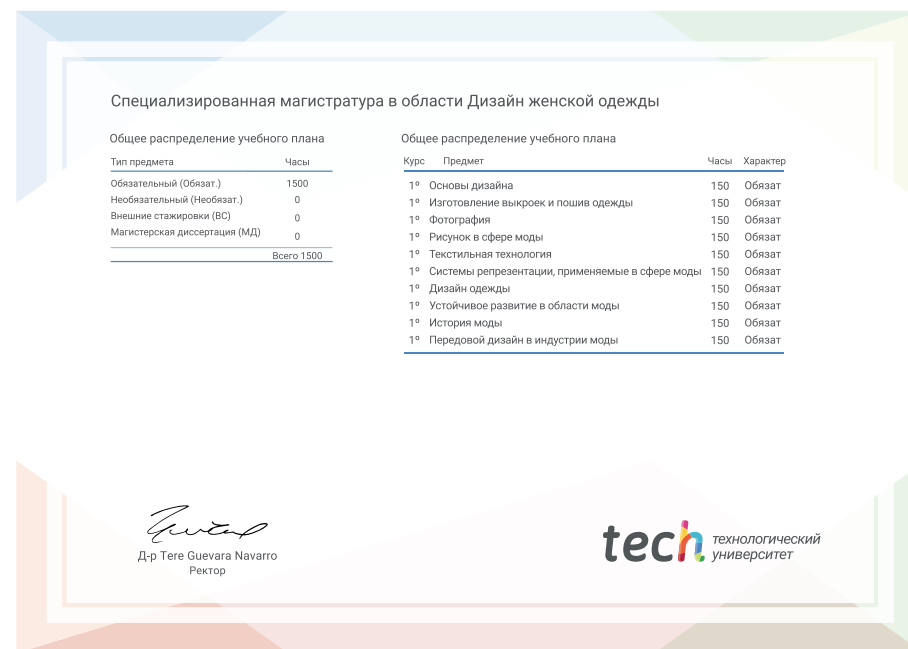 Специализированная магистратура в области Дизайн женской одежды
Общее распределение учебного плана
Тип предмета Часы
Обязательный (Обязат.) 1500
Необязательный (Необязат.) 0
Внешние стажировки (ВС) 0
Магистерская диссертация (МД) 0
Всего 1500
Общее распределение учебного плана
Курс Предмет Часы Характер
1º Основы дизайна 150 Обязат
1º Изготовление выкроек и пошив одежды 150 Обязат
1º Фотография 150 Обязат
1º Рисунок в сфере моды 150 Обязат
1º Текстильная технология 150 Обязат
1º Системы репрезентации, применяемые в сфере моды 150 Обязат
1º Дизайн одежды 150 Обязат
1º Устойчивое развитие в области моды 150 Обязат
1º История моды 150 Обязат
1º Передовой дизайн в индустрии моды 150 Обязат
Д-р Tere Guevara Navarro
Ректор
tech технологический
университет